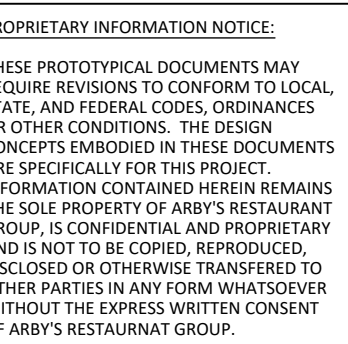 ROPRIETARY INFORMATION NOTICE:
HESE PROTOTYPICAL DOCUMENTS MAY
EQUIRE REVISIONS TO CONFORM TO LOCAL,
TATE, AND FEDERAL CODES, ORDINANCES
R OTHER CONDITIONS. THE DESIGN
ONCEPTS EMBODIED IN THESE DOCUMENTS
RE SPECIFICALLY FOR THIS PROJECT.
NFORMATION CONTAINED HEREIN REMAINS
HE SOLE PROPERTY OF ARBY'S RESTAURANT
ROUP, IS CONFIDENTIAL AND PROPRIETARY
ND IS NOT TO BE COPIED, REPRODUCED,
ISCLOSED OR OTHERWISE TRANSFERED TO
THER PARTIES IN ANY FORM WHATSOEVER
ITHOUT THE EXPRESS WRITTEN CONSENT
F ARBY'S RESTAURNAT GROUP.